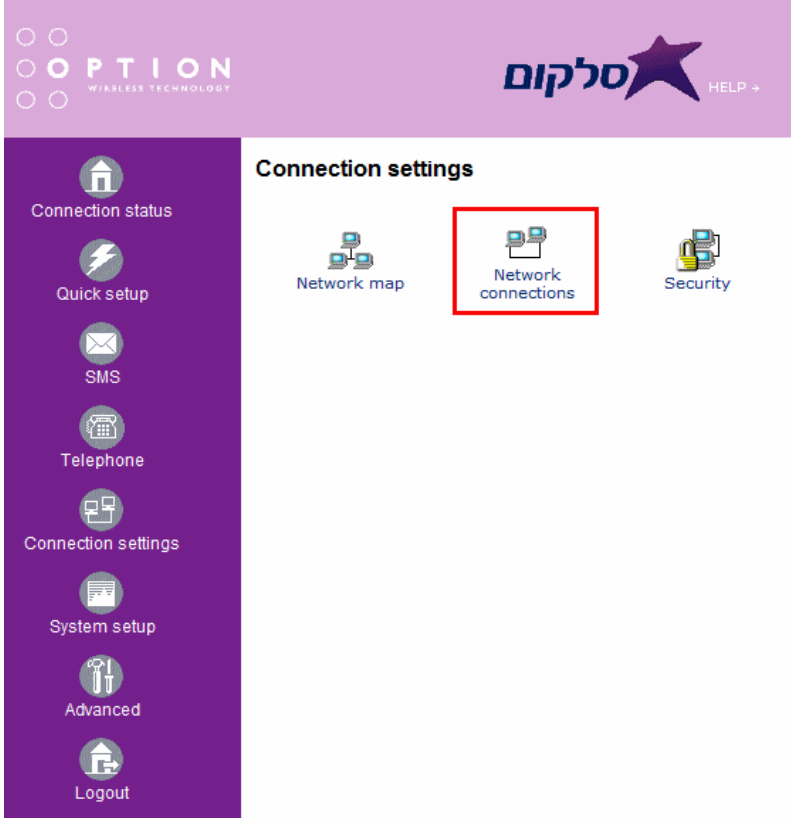 OPTION
WIRELESS TECHNOLOGY
סלקום
HELP →
Connection status
Quick setup
SMS
Telephone
Connection settings
System setup
Advanced
Logout
Connection settings
Network map
Network
connections
Security